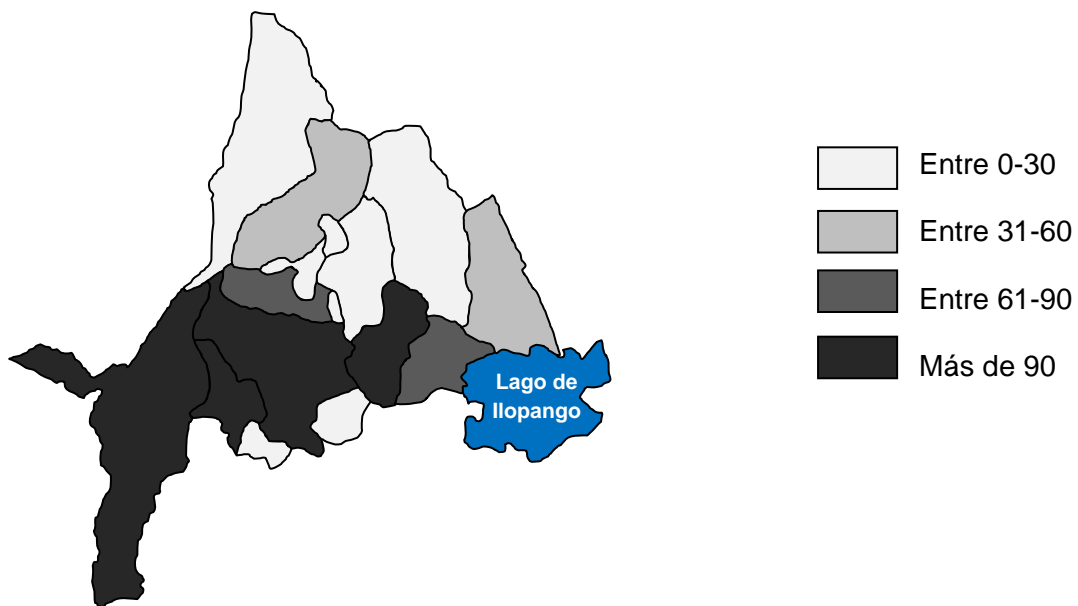 Entre 0-30
Entre 31-60
Entre 61-90
Más de 90
Lago de
Ilopango